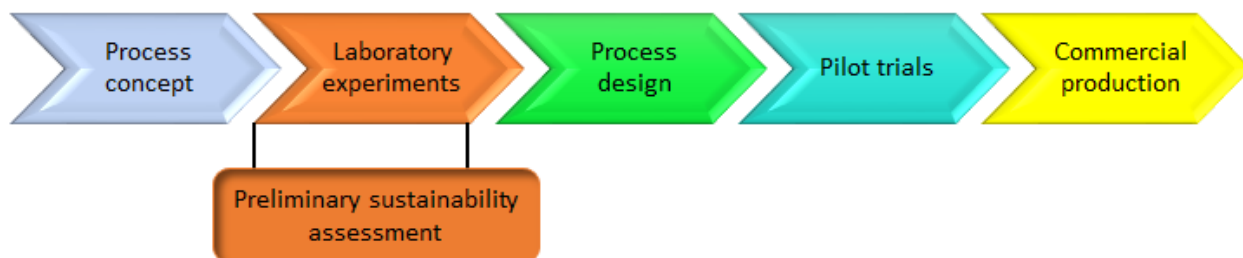 Process
concept
Laboratory
experiments
Process
design
Pilot trials
Commercial
production
Preliminary sustainability
assessment